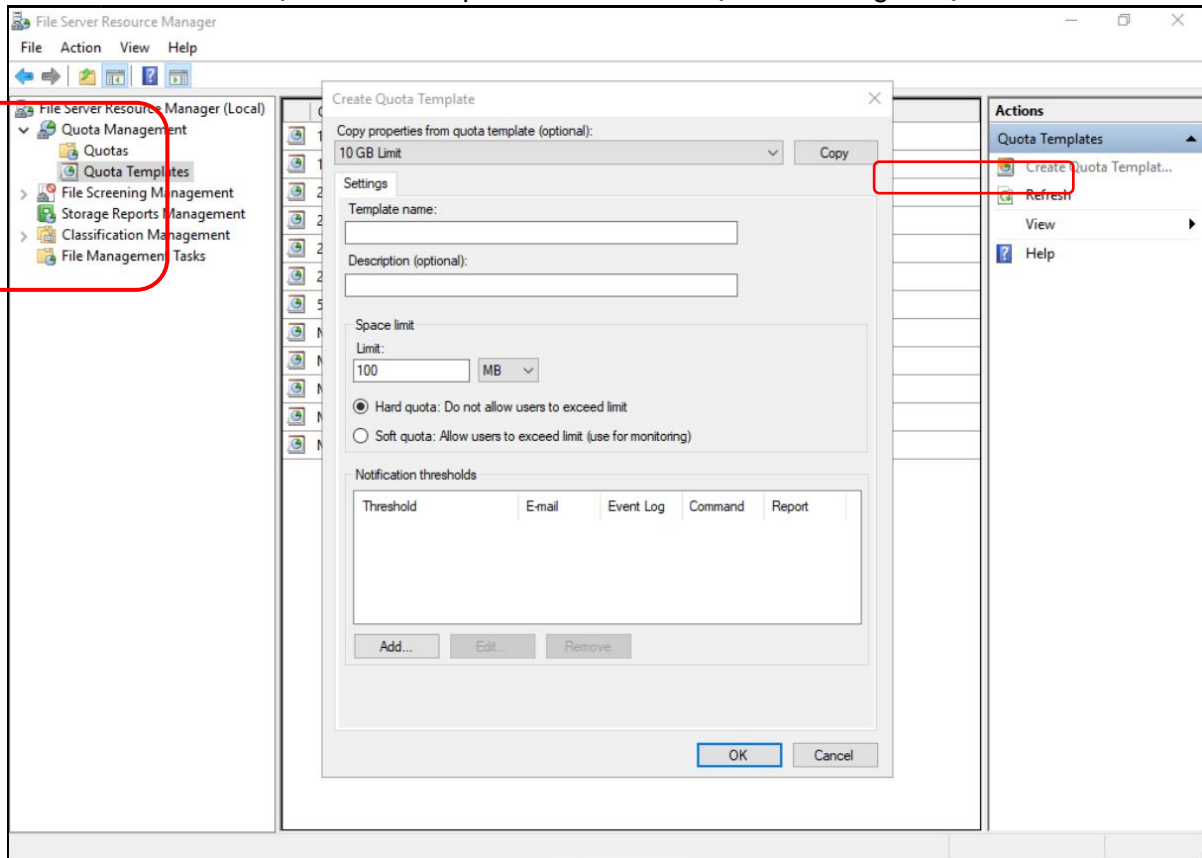 File Server Resource Manager
File Action View Help
File Server Resource Manager (Local)
Quota Management
Quotas
Quota Templates
File Screening Management
Storage Reports Management
Classification Management
File Management Tasks
Create Quota Template
Copy properties from quota template (optional):
10 GB Limit
Copy
Settings
Template name:
Description (optional):
Space limit
Limit:
100 MB
Hard quota: Do not allow users to exceed limit
Soft quota: Allow users to exceed limit (use for monitoring)
Notification thresholds
Threshold E-mail Event Log Command Report
Add... Edit... Remove
OK Cancel
Actions
Quota Templates
Create Quota Templat...
Refresh
View
Help